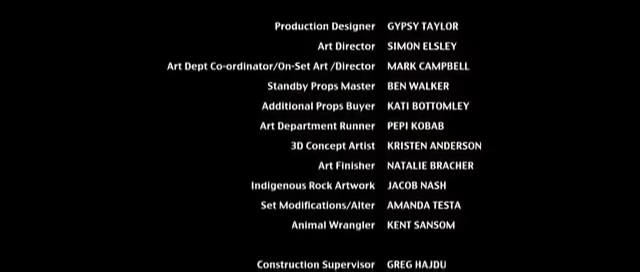 Production Designer GYPSY TAYLOR
Art Director SIMON ELSLEY
Art Dept Co-ordinator/On-Set Art /Director MARK CAMPBELL
Standby Props Master BEN WALKER
Additional Props Buyer KATI BOTTOMLEY
Art Department Runner PEPI KOBAB
3D Concept Artist KRISTEN ANDERSON
Art Finisher NATALIE BRACHER
Indigenous Rock Artwork JACOB NASH
Set Modifications/Alter AMANDA TESTA
Animal Wrangler KENT SANSOM
Construction Supervisor GREG HAJDU